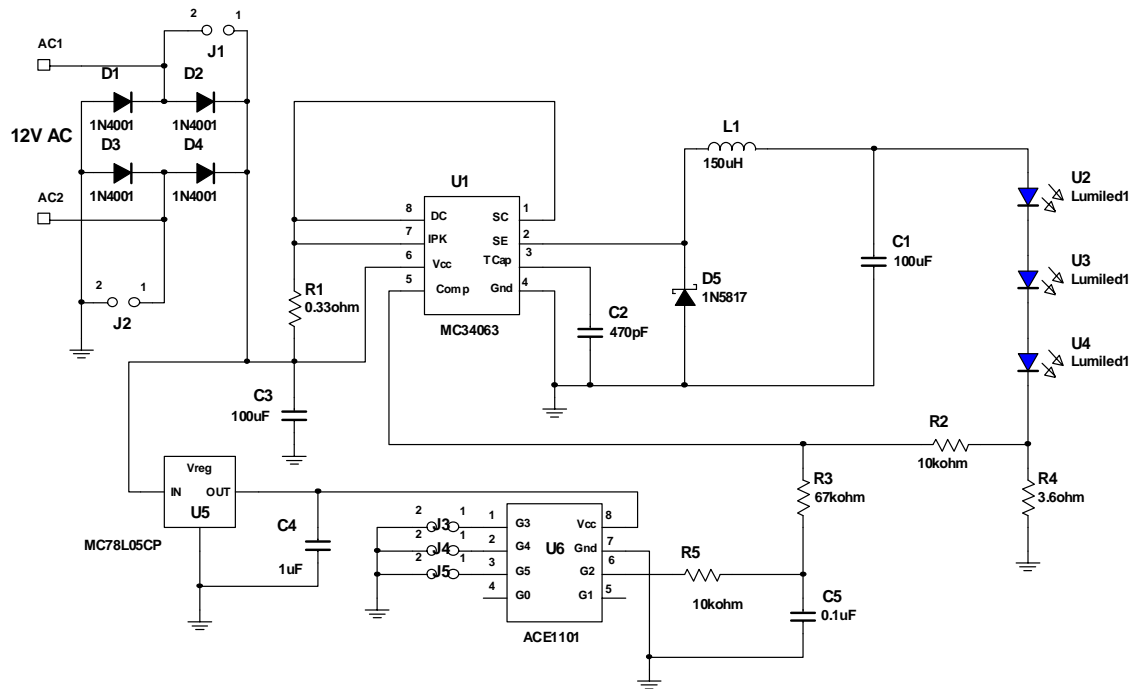 2 1
J1
AC1
D1 D2
1N4001 1N4001
12V AC
D3 D4
1N4001 1N4001
AC2
2 1
J2
U1
8 DC SC 1
7 IPK SE 2
6 Vcc TCap 3
5 Comp Gnd 4
MC34063
R1
0.33ohm
C2
470pF
L1
150uH
D5
1N5817
C1
100uF
U2
Lumiled1
U3
Lumiled1
U4
Lumiled1
C3
100uF
R2
10kohm
R3
67kohm
R4
3.6ohm
Vreg
IN OUT
U5
MC78L05CP
C4
1uF
2 J3 1
2 J4 1
2 J5 1
1 G3 Vcc 8
2 G4 Gnd 7
3 G5 G2 6
4 G0 G1 5
U6
ACE1101
R5
10kohm
C5
0.1uF